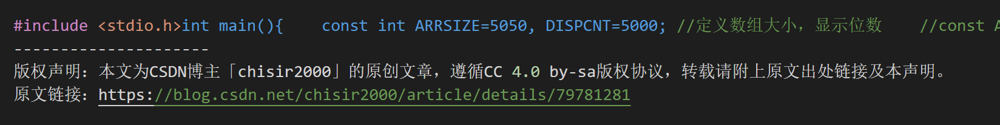 #include <stdio.h>int main(){    const int ARRSIZE=5050, DISPCNT=5000; //定义数组大小，显示位数    //const A
---------------------
版权声明：本文为CSDN博主「chisir2000」的原创文章，遵循CC 4.0 by-sa版权协议，转载请附上原文出处链接及本声明。
原文链接：https://blog.csdn.net/chisir2000/article/details/79781281